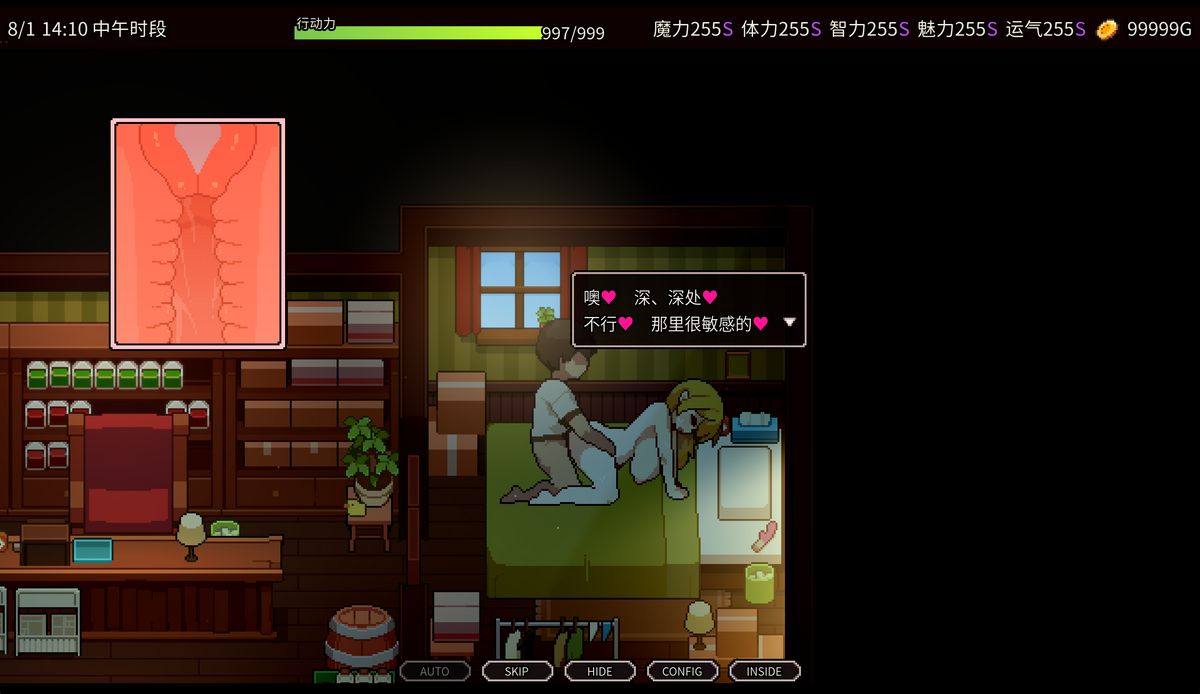 8/1 14:10 中午时段
行动力
997/999
魔力255S 体力255S 智力255S 魅力255S 运气255S 99999G
噢♥ 深、深处♥
不行♥ 那里很敏感的♥
AUTO
SKIP
HIDE
CONFIG
INSIDE